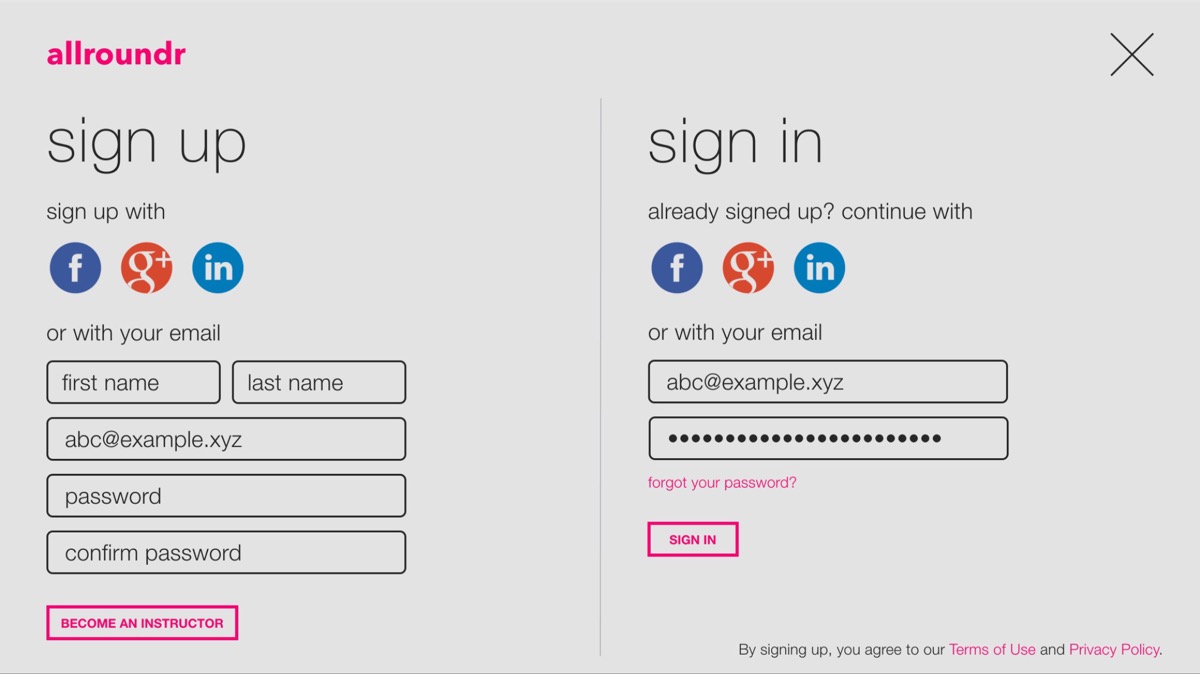 allroundr
sign up
sign up with
f g+ in
or with your email
first name last name
abc@example.xyz
password
confirm password
BECOME AN INSTRUCTOR
sign in
already signed up? continue with
f g+ in
or with your email
abc@example.xyz
forgot your password?
SIGN IN
By signing up, you agree to our Terms of Use and Privacy Policy.